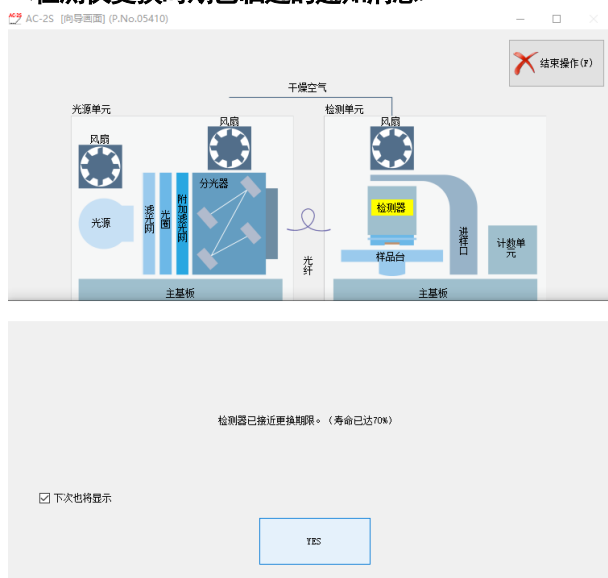 AC-2S [向导画面] (P.No.05410)
结束操作(F)
干燥空气
光源单元
检测单元
风扇
风扇
风扇
分光器
光源
滤光网
光圈
附加滤光网
检测器
样品台
进样口
计数单元
光纤
主基板
主基板
检测器已接近更换期限。（寿命已达70%）
下次也将显示
YES